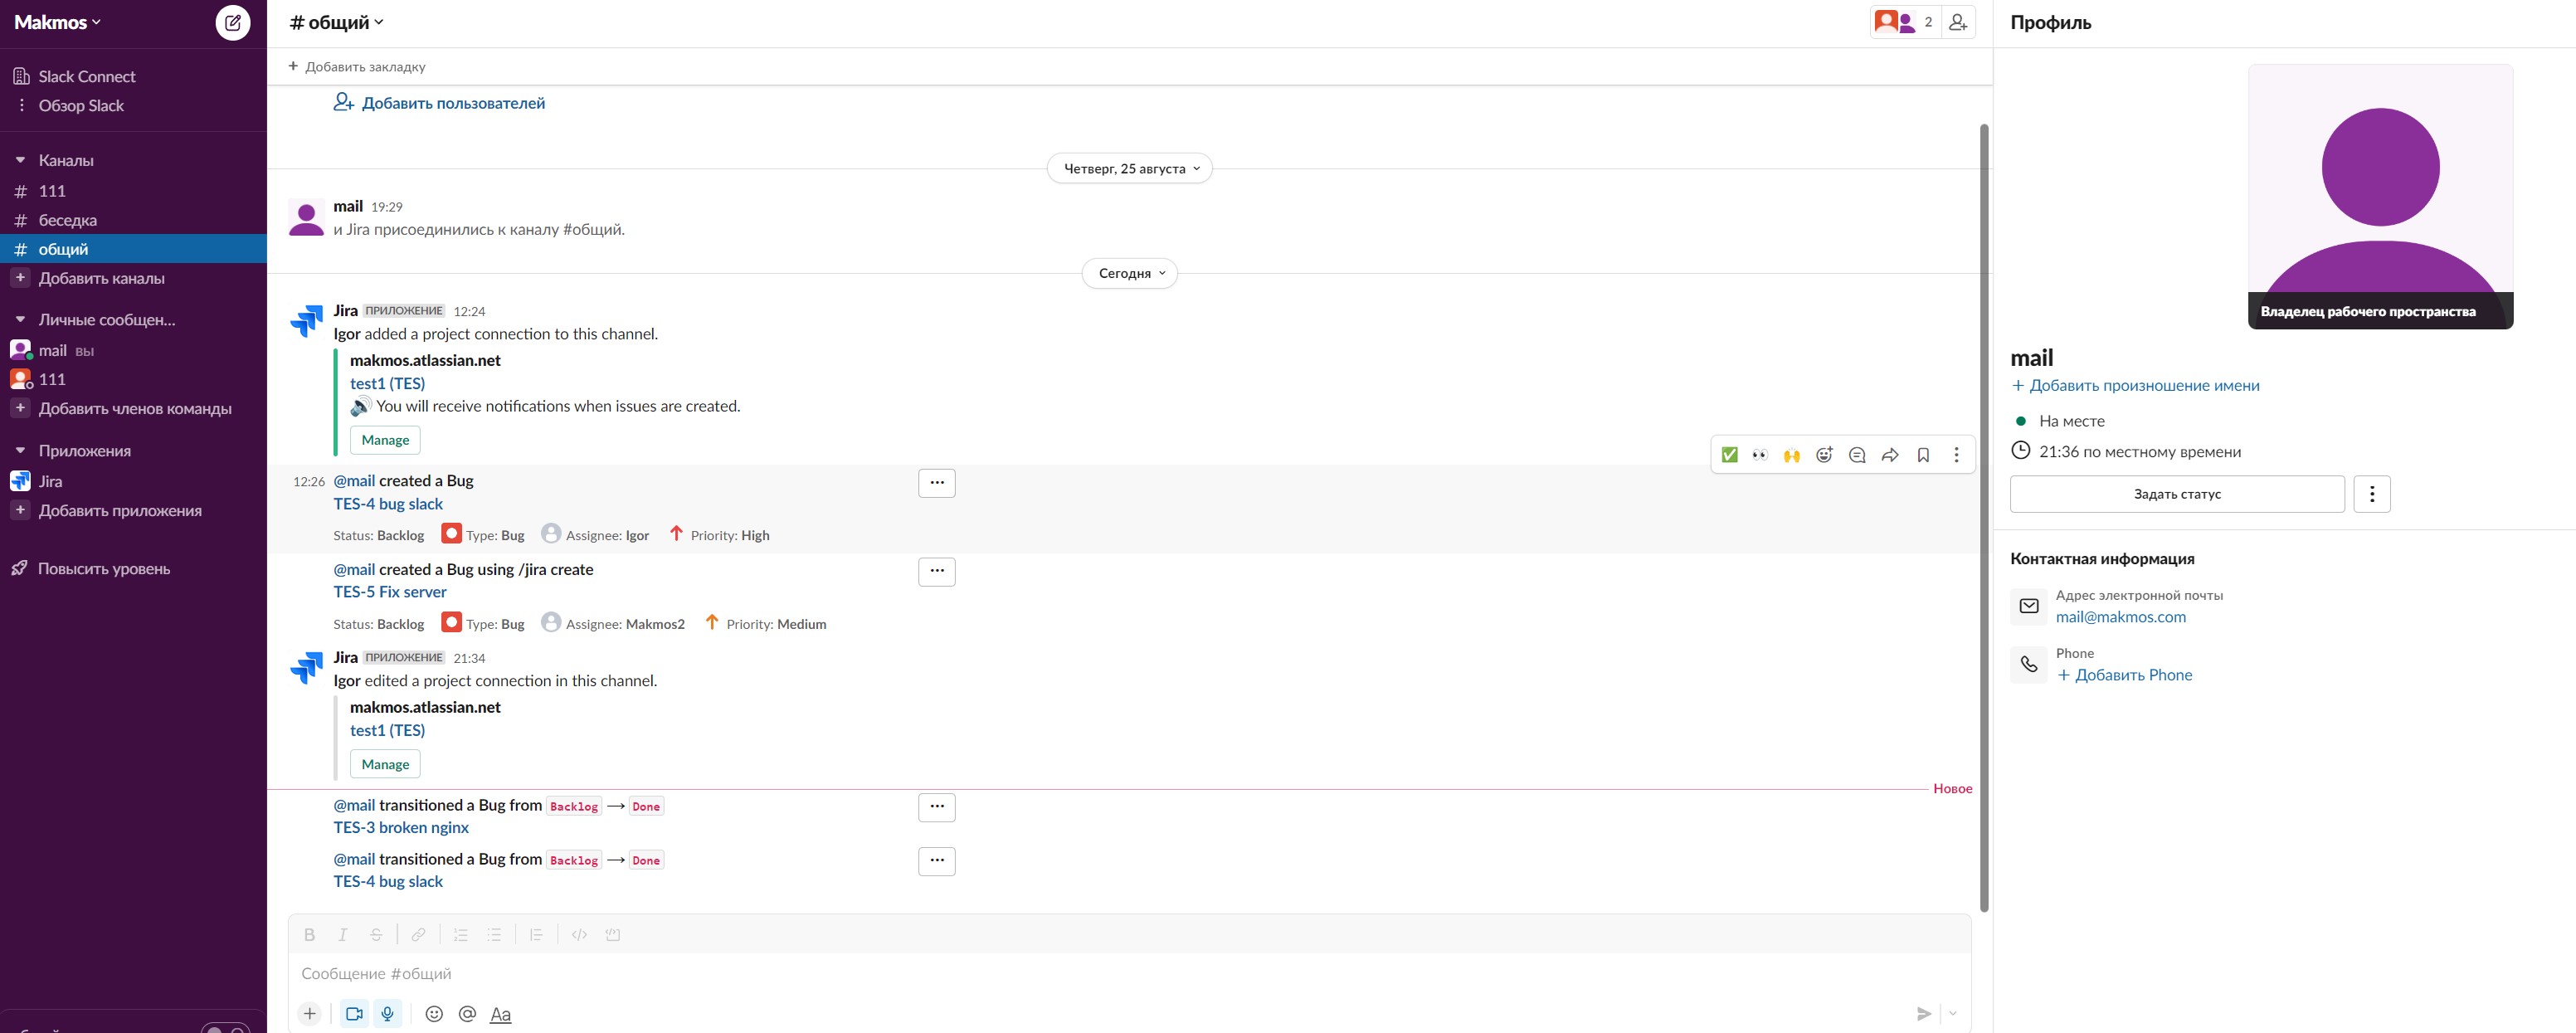 Makmos
Slack Connect
Обзор Slack
Каналы
# 111
# беседка
# общий
+ Добавить каналы
Личные сообщен...
mail вы
111
+ Добавить членов команды
Приложения
Jira
+ Добавить приложения
Повысить уровень
# общий
2
+ Добавить закладку
Добавить пользователей
Четверг, 25 августа
mail 19:29
и Jira присоединились к каналу #общий.
Сегодня
Jira ПРИЛОЖЕНИЕ 12:24
Igor added a project connection to this channel.
makmos.atlassian.net
test1 (TES)
You will receive notifications when issues are created.
Manage
12:26 @mail created a Bug
TES-4 bug slack
Status: Backlog Type: Bug Assignee: Igor Priority: High
@mail created a Bug using /jira create
TES-5 Fix server
Status: Backlog Type: Bug Assignee: Makmos2 Priority: Medium
Jira ПРИЛОЖЕНИЕ 21:34
Igor edited a project connection in this channel.
makmos.atlassian.net
test1 (TES)
Manage
Новое
@mail transitioned a Bug from Backlog → Done
TES-3 broken nginx
@mail transitioned a Bug from Backlog → Done
TES-4 bug slack
B I S
Сообщение #общий
+ @ Aa
Профиль
Владелец рабочего пространства
mail
+ Добавить произношение имени
На месте
21:36 по местному времени
Задать статус
Контактная информация
Адрес электронной почты
mail@makmos.com
Phone
+ Добавить Phone